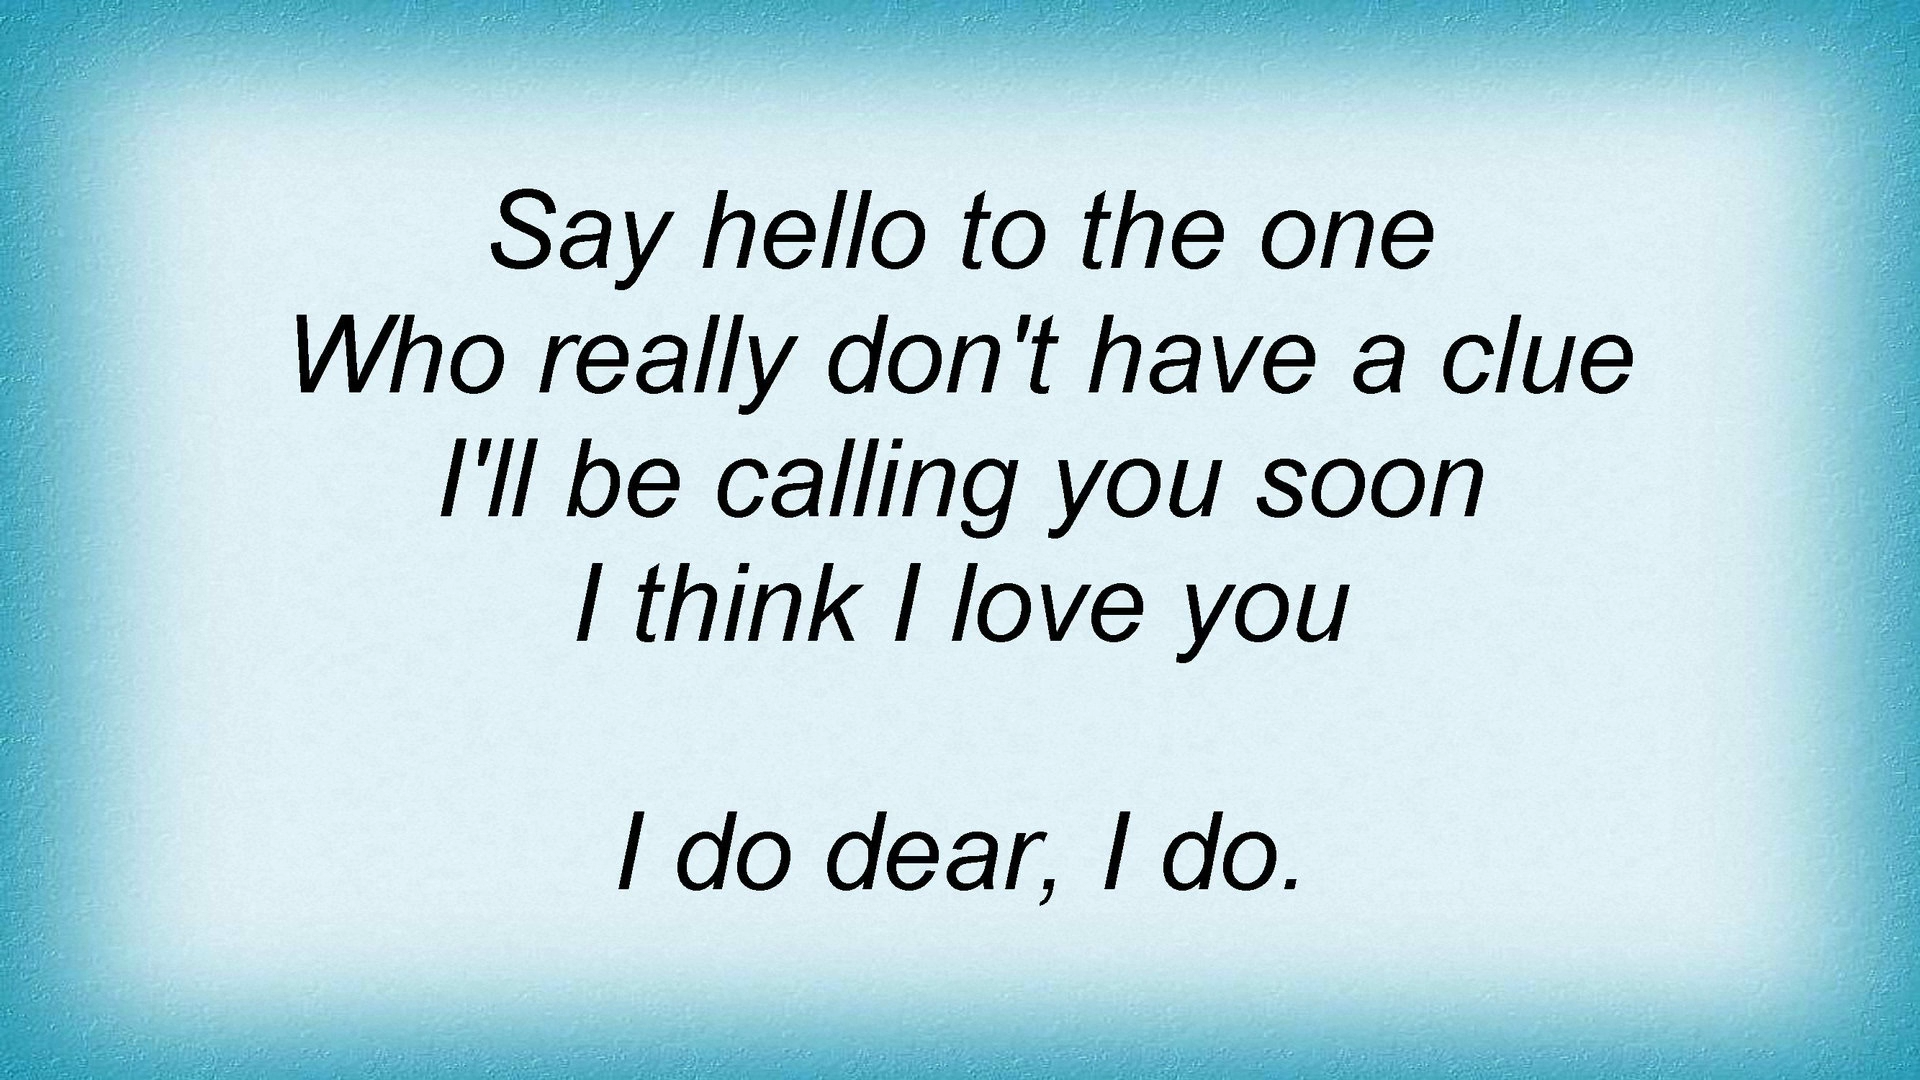 Say hello to the one
Who really don't have a clue
I'll be calling you soon
I think I love you
I do dear, I do.